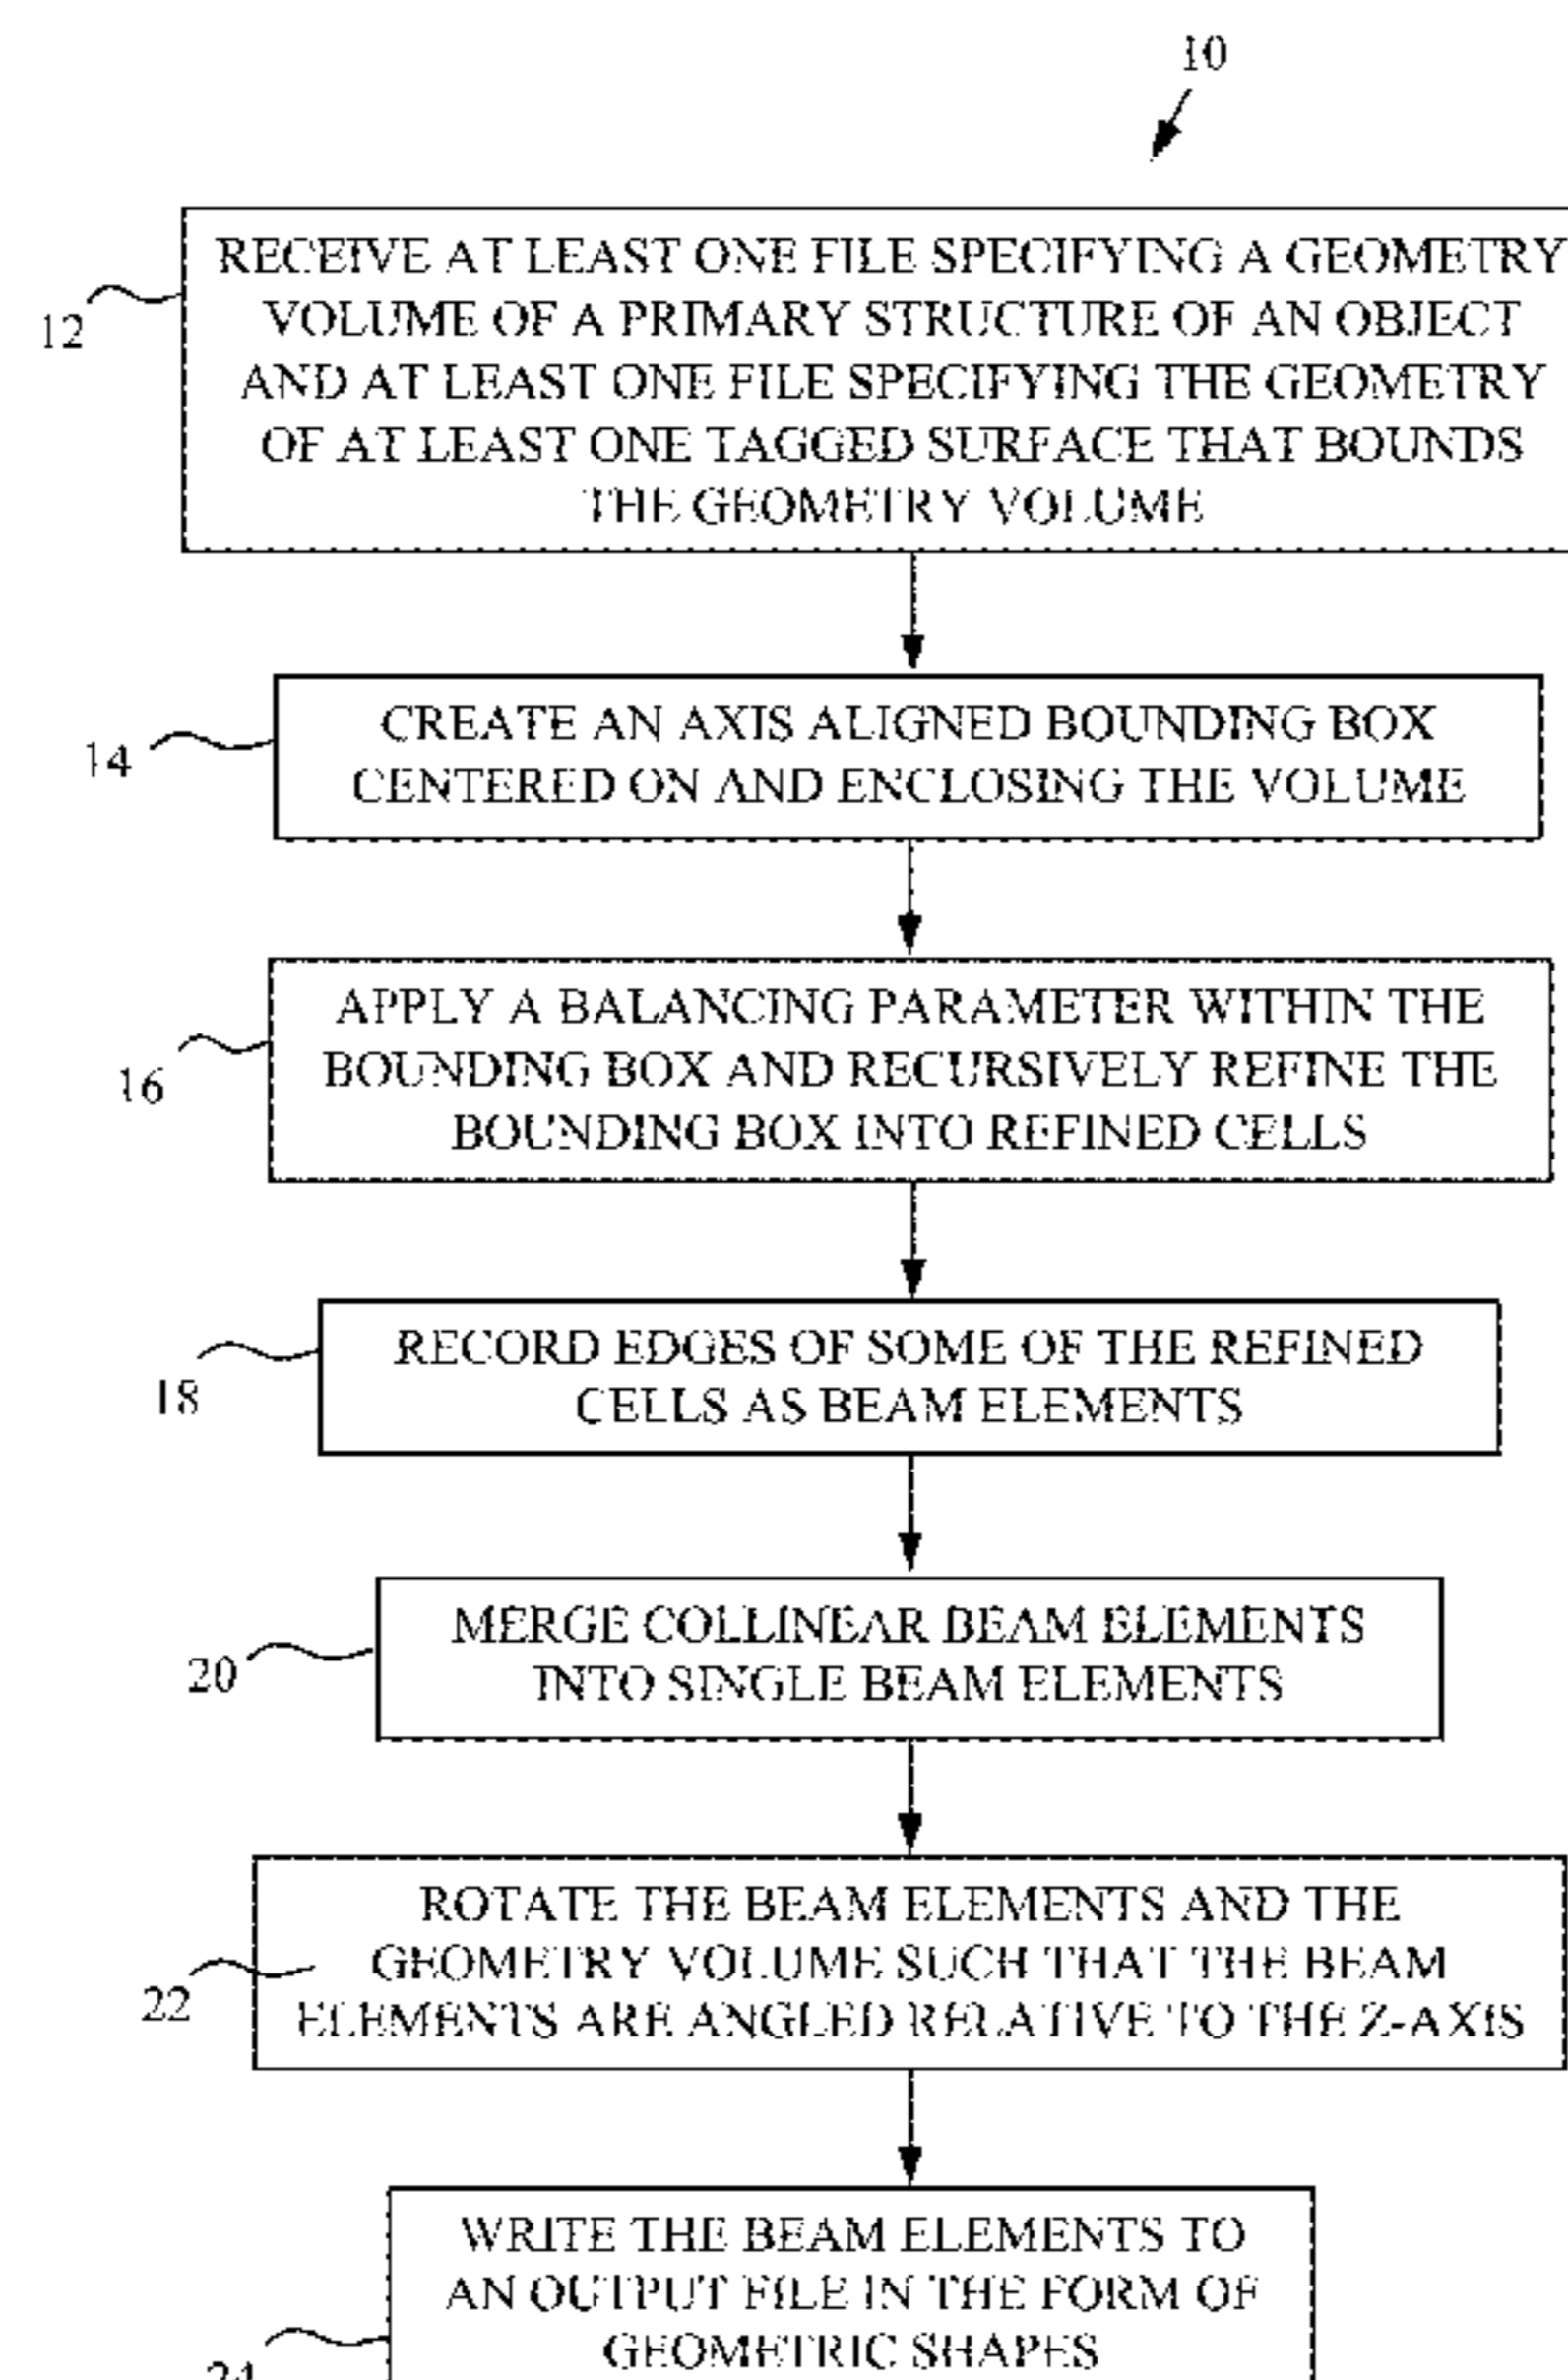 10
RECEIVE AT LEAST ONE FILE SPECIFYING A GEOMETRY
VOLUME OF A PRIMARY STRUCTURE OF AN OBJECT
AND AT LEAST ONE FILE SPECIFYING THE GEOMETRY
OF AT LEAST ONE TAGGED SURFACE THAT BOUNDS
THE GEOMETRY VOLUME
12
CREATE AN AXIS ALIGNED BOUNDING BOX
CENTERED ON AND ENCLOSING THE VOLUME
14
APPLY A BALANCING PARAMETER WITHIN THE
BOUNDING BOX AND RECURSIVELY REFINE THE
BOUNDING BOX INTO REFINED CELLS
16
RECORD EDGES OF SOME OF THE REFINED
CELLS AS BEAM ELEMENTS
18
MERGE COLLINEAR BEAM ELEMENTS
INTO SINGLE BEAM ELEMENTS
20
ROTATE THE BEAM ELEMENTS AND THE
GEOMETRY VOLUME SUCH THAT THE BEAM
ELEMENTS ARE ANGLED RELATIVE TO THE Z-AXIS
22
WRITE THE BEAM ELEMENTS TO
AN OUTPUT FILE IN THE FORM OF
GEOMETRIC SHAPES
24